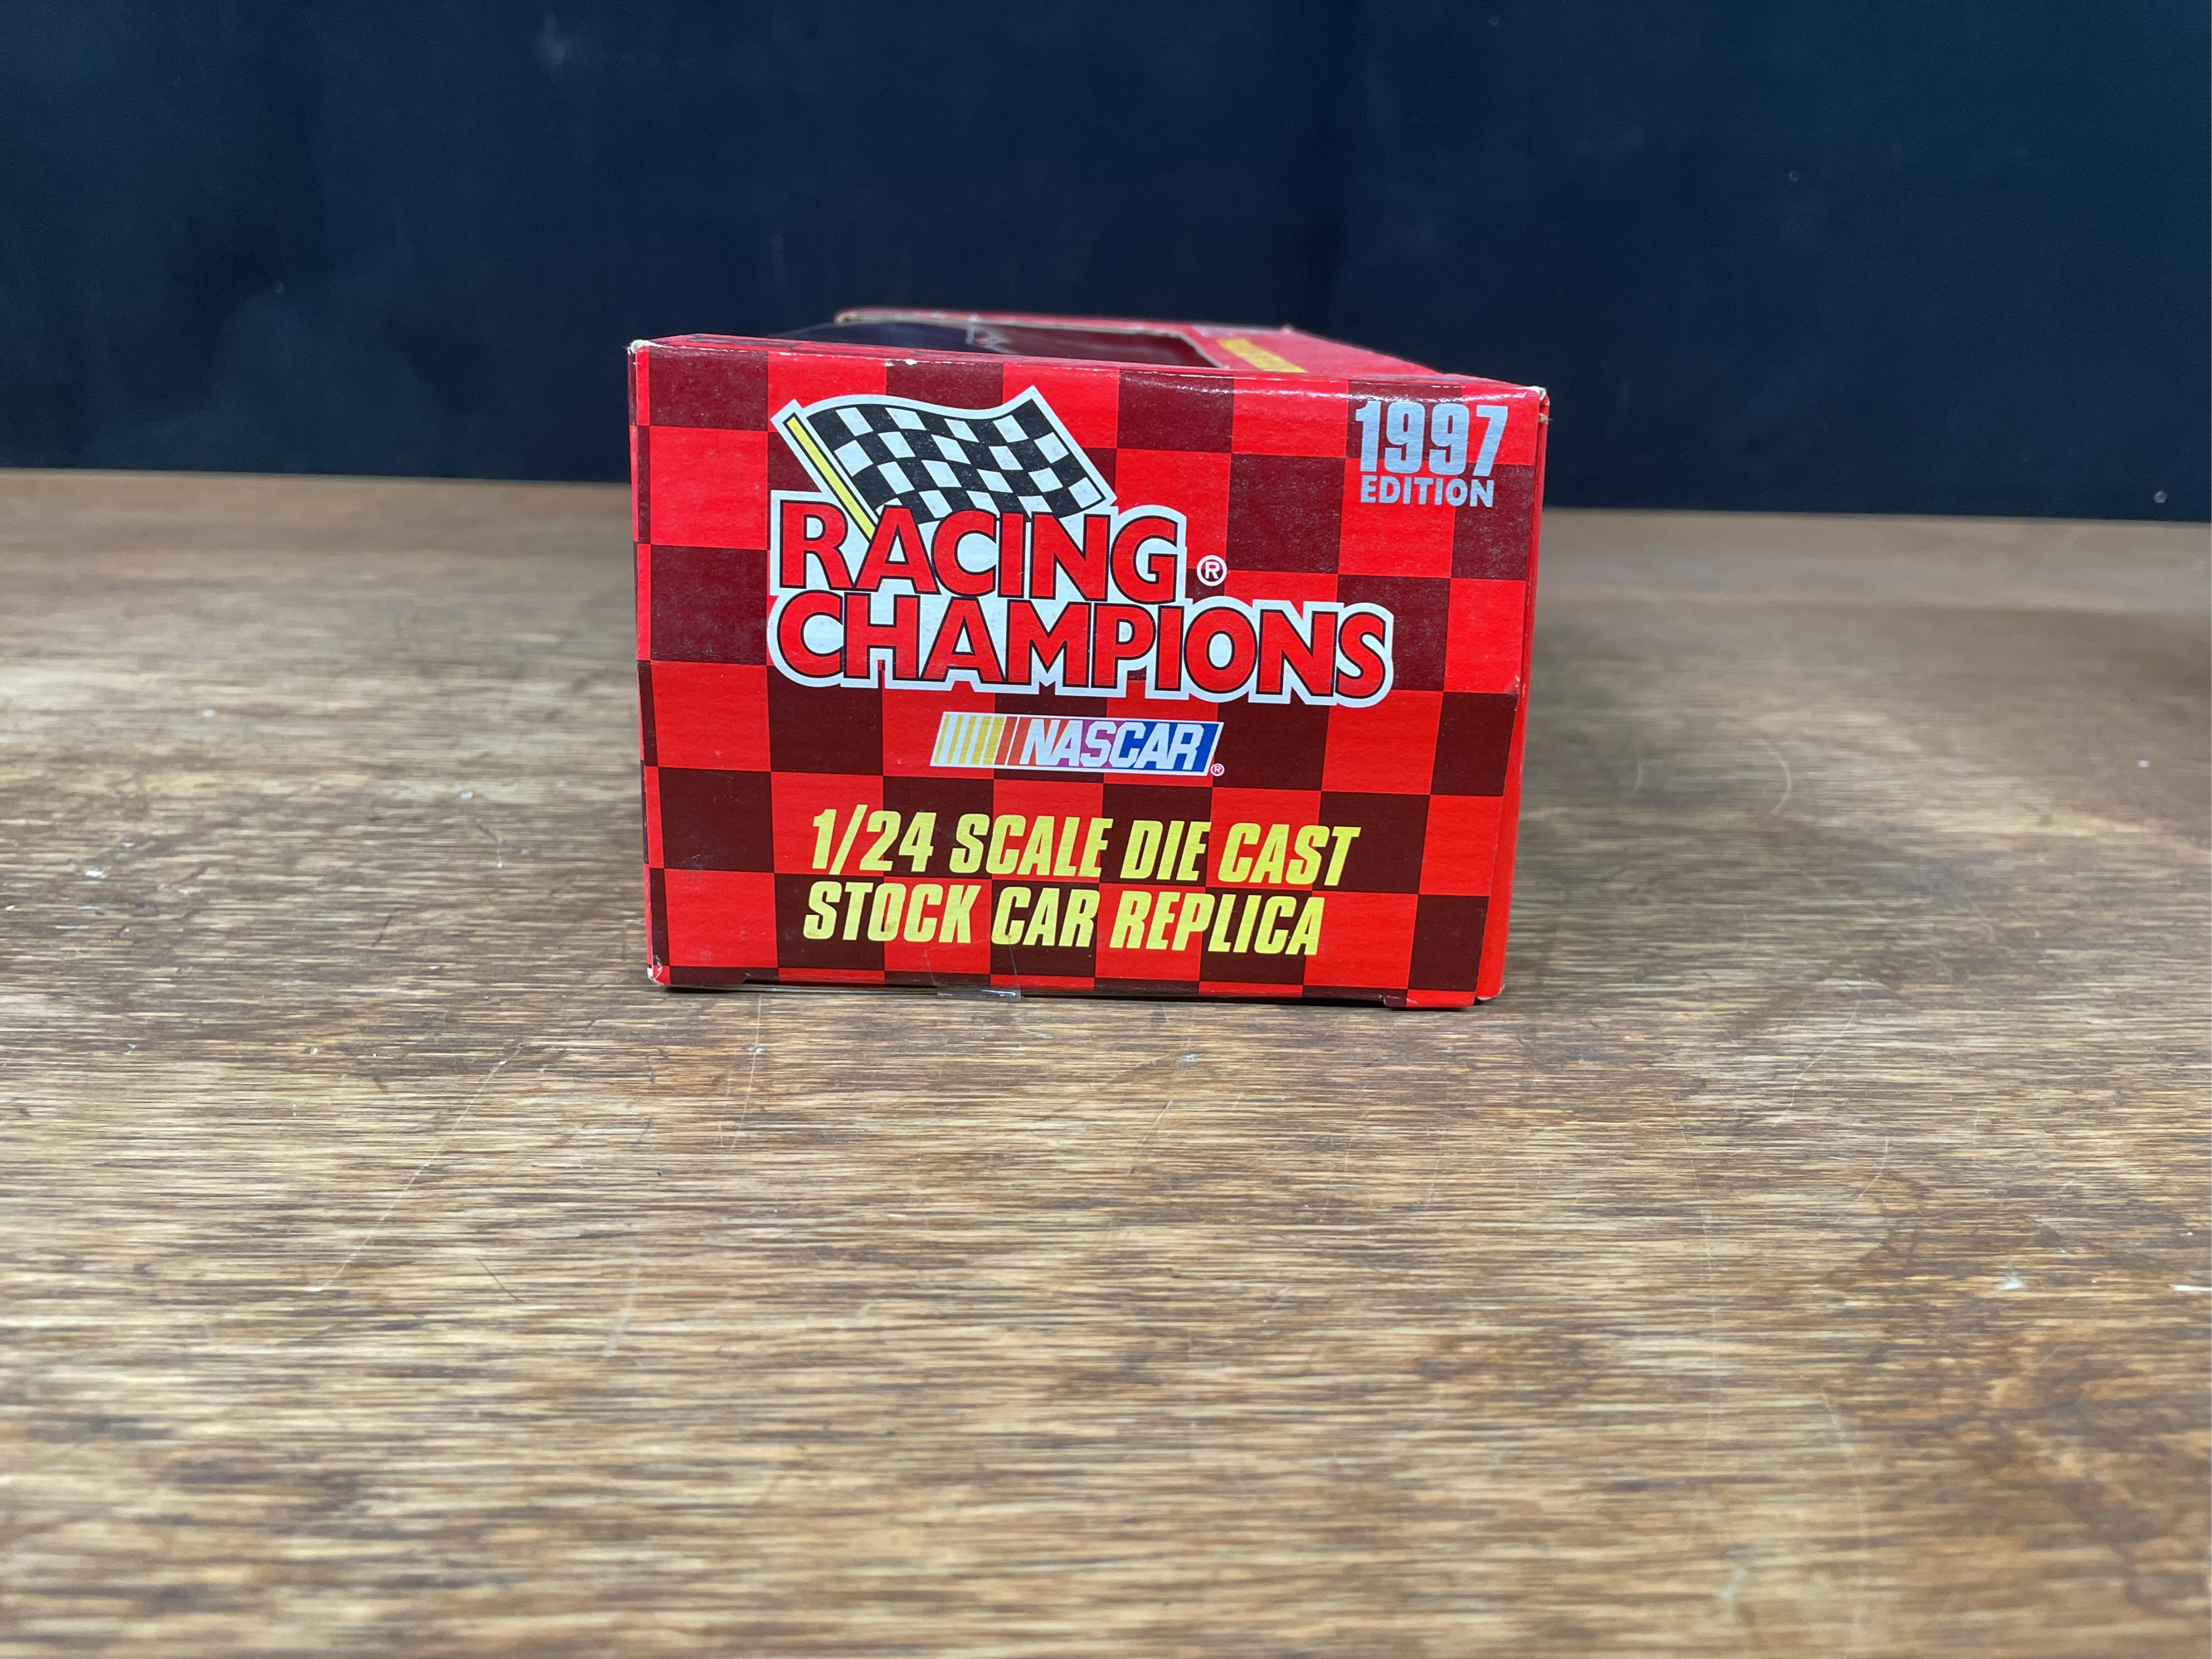 1997
EDITION
RACING ®
CHAMPIONS
NASCAR ®
1/24 SCALE DIE CAST
STOCK CAR REPLICA